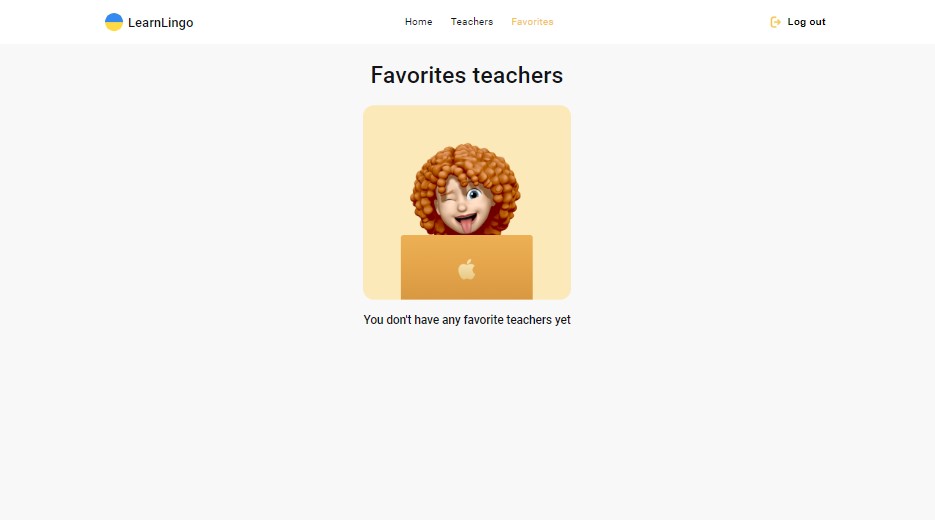 LearnLingo
Home Teachers Favorites
Log out
Favorites teachers
You don't have any favorite teachers yet